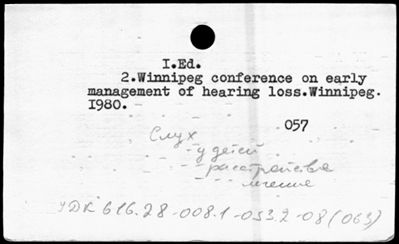 I.Ed.
2.Winnipeg conference on early
management of hearing loss.Winnipeg.
I980.
057
Слух
у детей
расстройства
лечение
УДК 616.28-008.1-053.2-08(063)